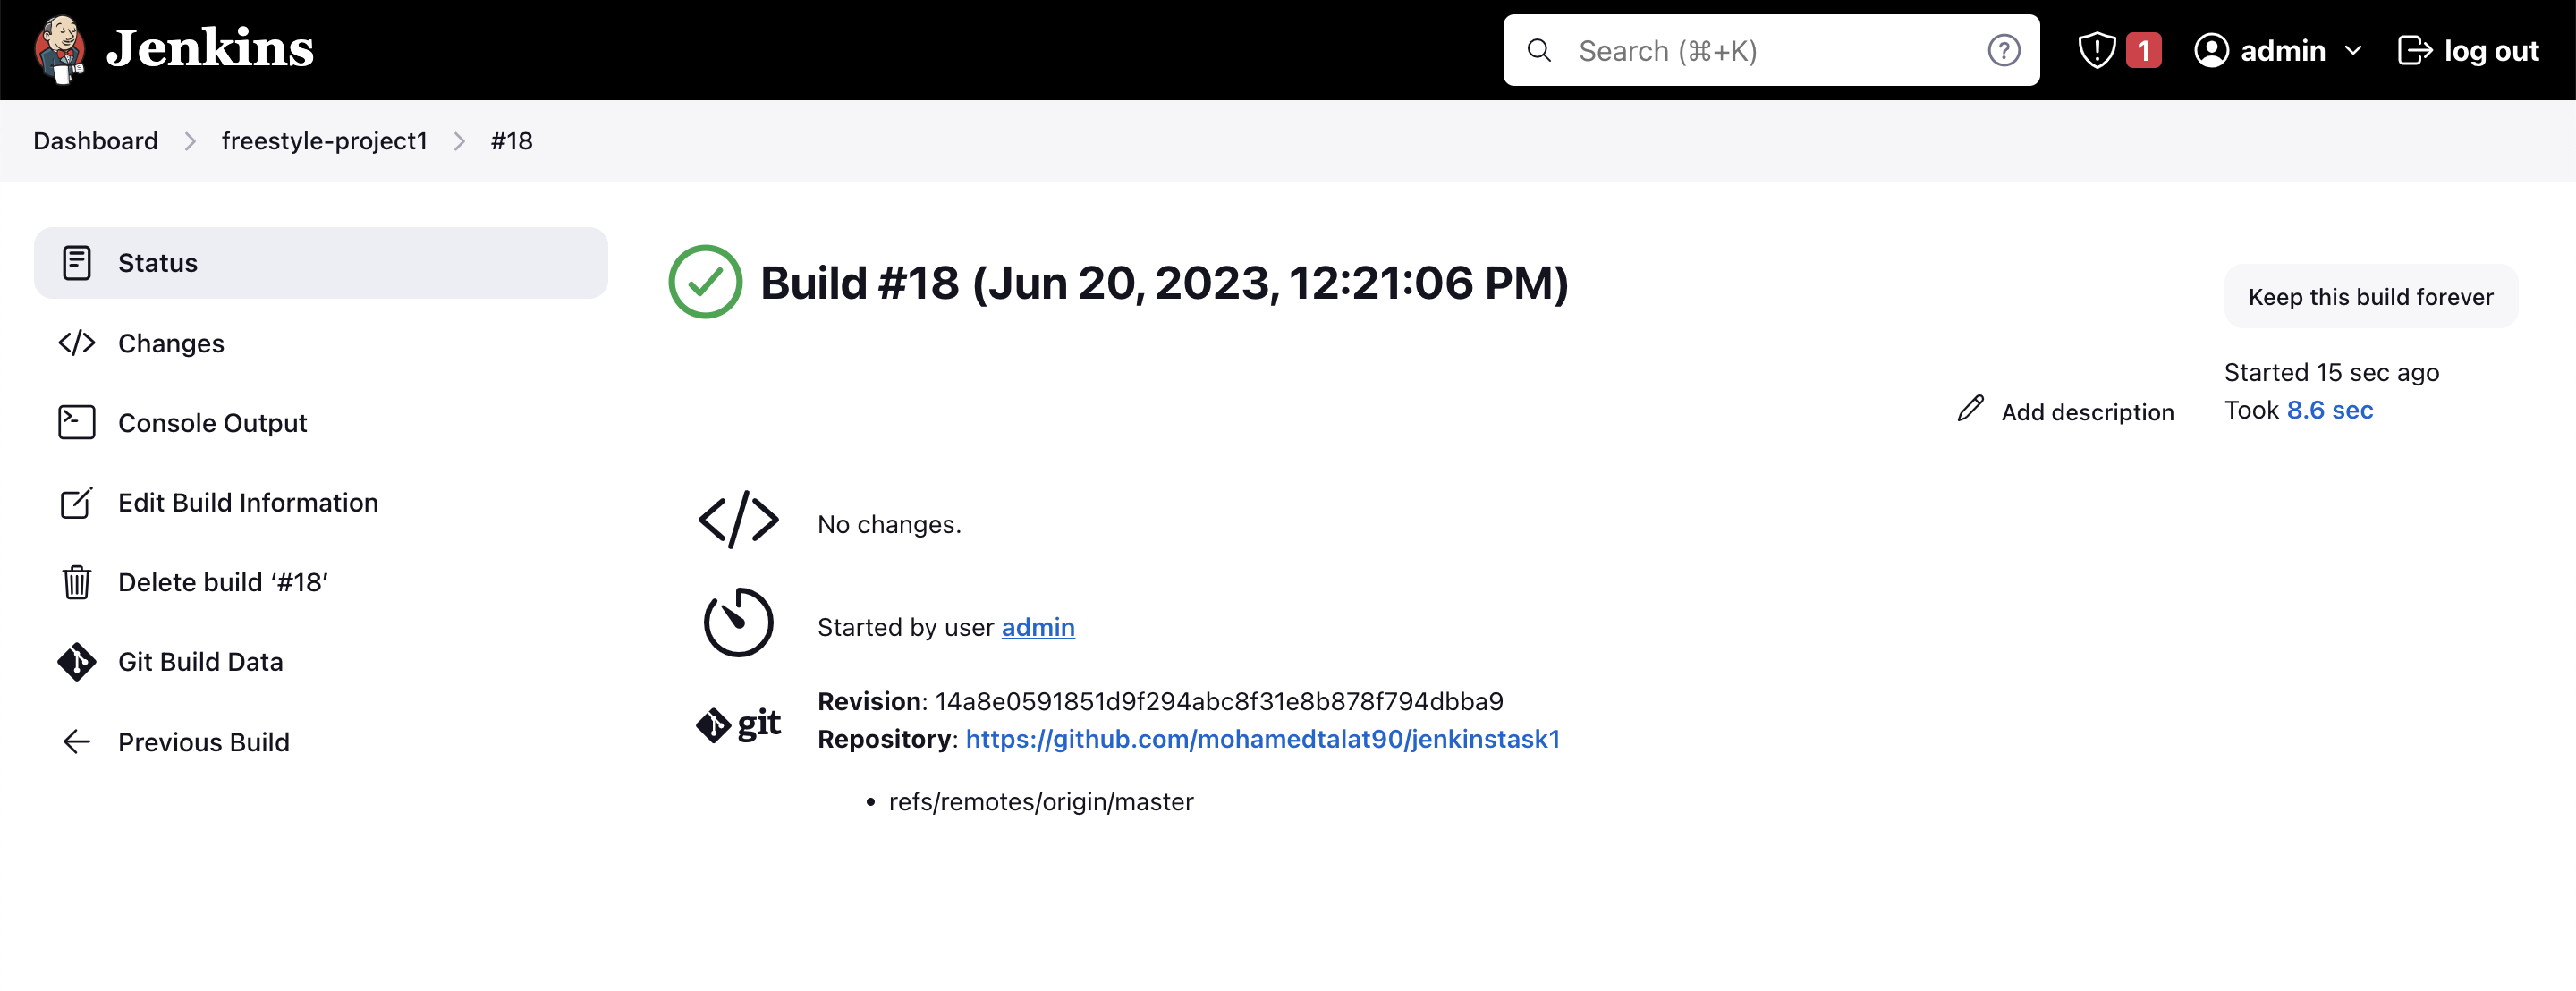 Jenkins
Search (⌘+K)
1
admin
log out
Dashboard
freestyle-project1
#18
Status
Changes
Console Output
Edit Build Information
Delete build ‘#18’
Git Build Data
Previous Build
Build #18 (Jun 20, 2023, 12:21:06 PM)
Keep this build forever
Started 15 sec ago
Took 8.6 sec
Add description
No changes.
Started by user admin
git
Revision: 14a8e0591851d9f294abc8f31e8b878f794dbba9
Repository: https://github.com/mohamedtalat90/jenkinstask1
• refs/remotes/origin/master